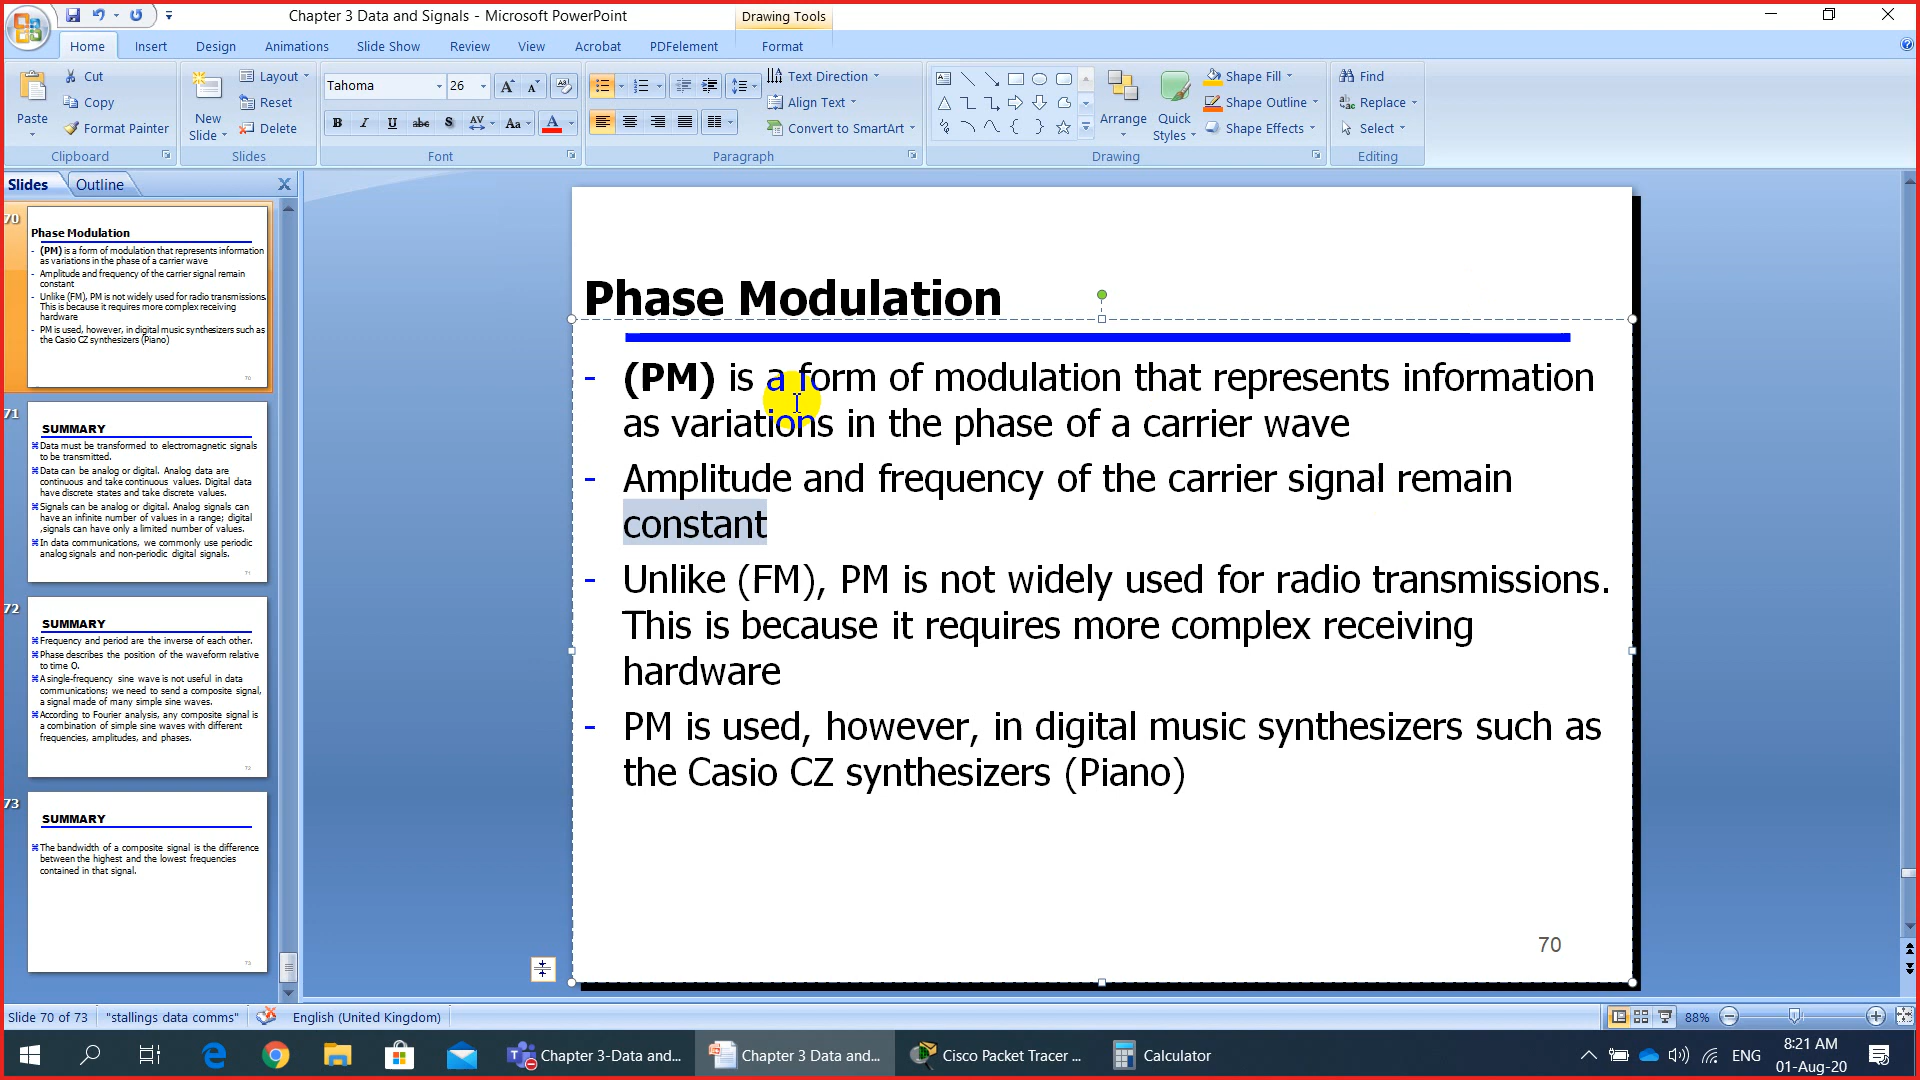 Chapter 3 Data and Signals - Microsoft PowerPoint
Drawing Tools
Home Insert Design Animations Slide Show Review View Acrobat PDFelement Format
Paste
Cut
Copy
Format Painter
Clipboard
New
Slide
Layout
Reset
Delete
Slides
Tahoma 26
B I U abc S AV Aa A
Font
Text Direction
Align Text
Convert to SmartArt
Paragraph
Arrange
Quick
Styles
Shape Fill
Shape Outline
Shape Effects
Drawing
Find
Replace
Select
Editing
Slides Outline
70
Phase Modulation
- (PM) is a form of modulation that represents information
as variations in the phase of a carrier wave
- Amplitude and frequency of the carrier signal remain
constant
- Unlike (FM), PM is not widely used for radio transmissions.
This is because it requires more complex receiving
hardware
- PM is used, however, in digital music synthesizers such as
the Casio CZ synthesizers (Piano)
70
71
SUMMARY
Data must be transformed to electromagnetic signals
to be transmitted.
Data can be analog or digital. Analog data are
continuous and take continuous values. Digital data
have discrete states and take discrete values.
Signals can be analog or digital. Analog signals can
have an infinite number of values in a range; digital
,signals can have only a limited number of values.
In data communications, we commonly use periodic
analog signals and non-periodic digital signals.
71
72
SUMMARY
Frequency and period are the inverse of each other.
Phase describes the position of the waveform relative
to time O.
A single-frequency sine wave is not useful in data
communications; we need to send a composite signal,
a signal made of many simple sine waves.
According to Fourier analysis, any composite signal is
a combination of simple sine waves with different
frequencies, amplitudes, and phases.
72
73
SUMMARY
The bandwidth of a composite signal is the difference
between the highest and the lowest frequencies
contained in that signal.
73
Phase Modulation
- (PM) is a form of modulation that represents information
as variations in the phase of a carrier wave
- Amplitude and frequency of the carrier signal remain
constant
- Unlike (FM), PM is not widely used for radio transmissions.
This is because it requires more complex receiving
hardware
- PM is used, however, in digital music synthesizers such as
the Casio CZ synthesizers (Piano)
70
Slide 70 of 73 "stallings data comms" English (United Kingdom) 88%
Chapter 3-Data and... Chapter 3 Data and... Cisco Packet Tracer ... Calculator ENG
8:21 AM
01-Aug-20